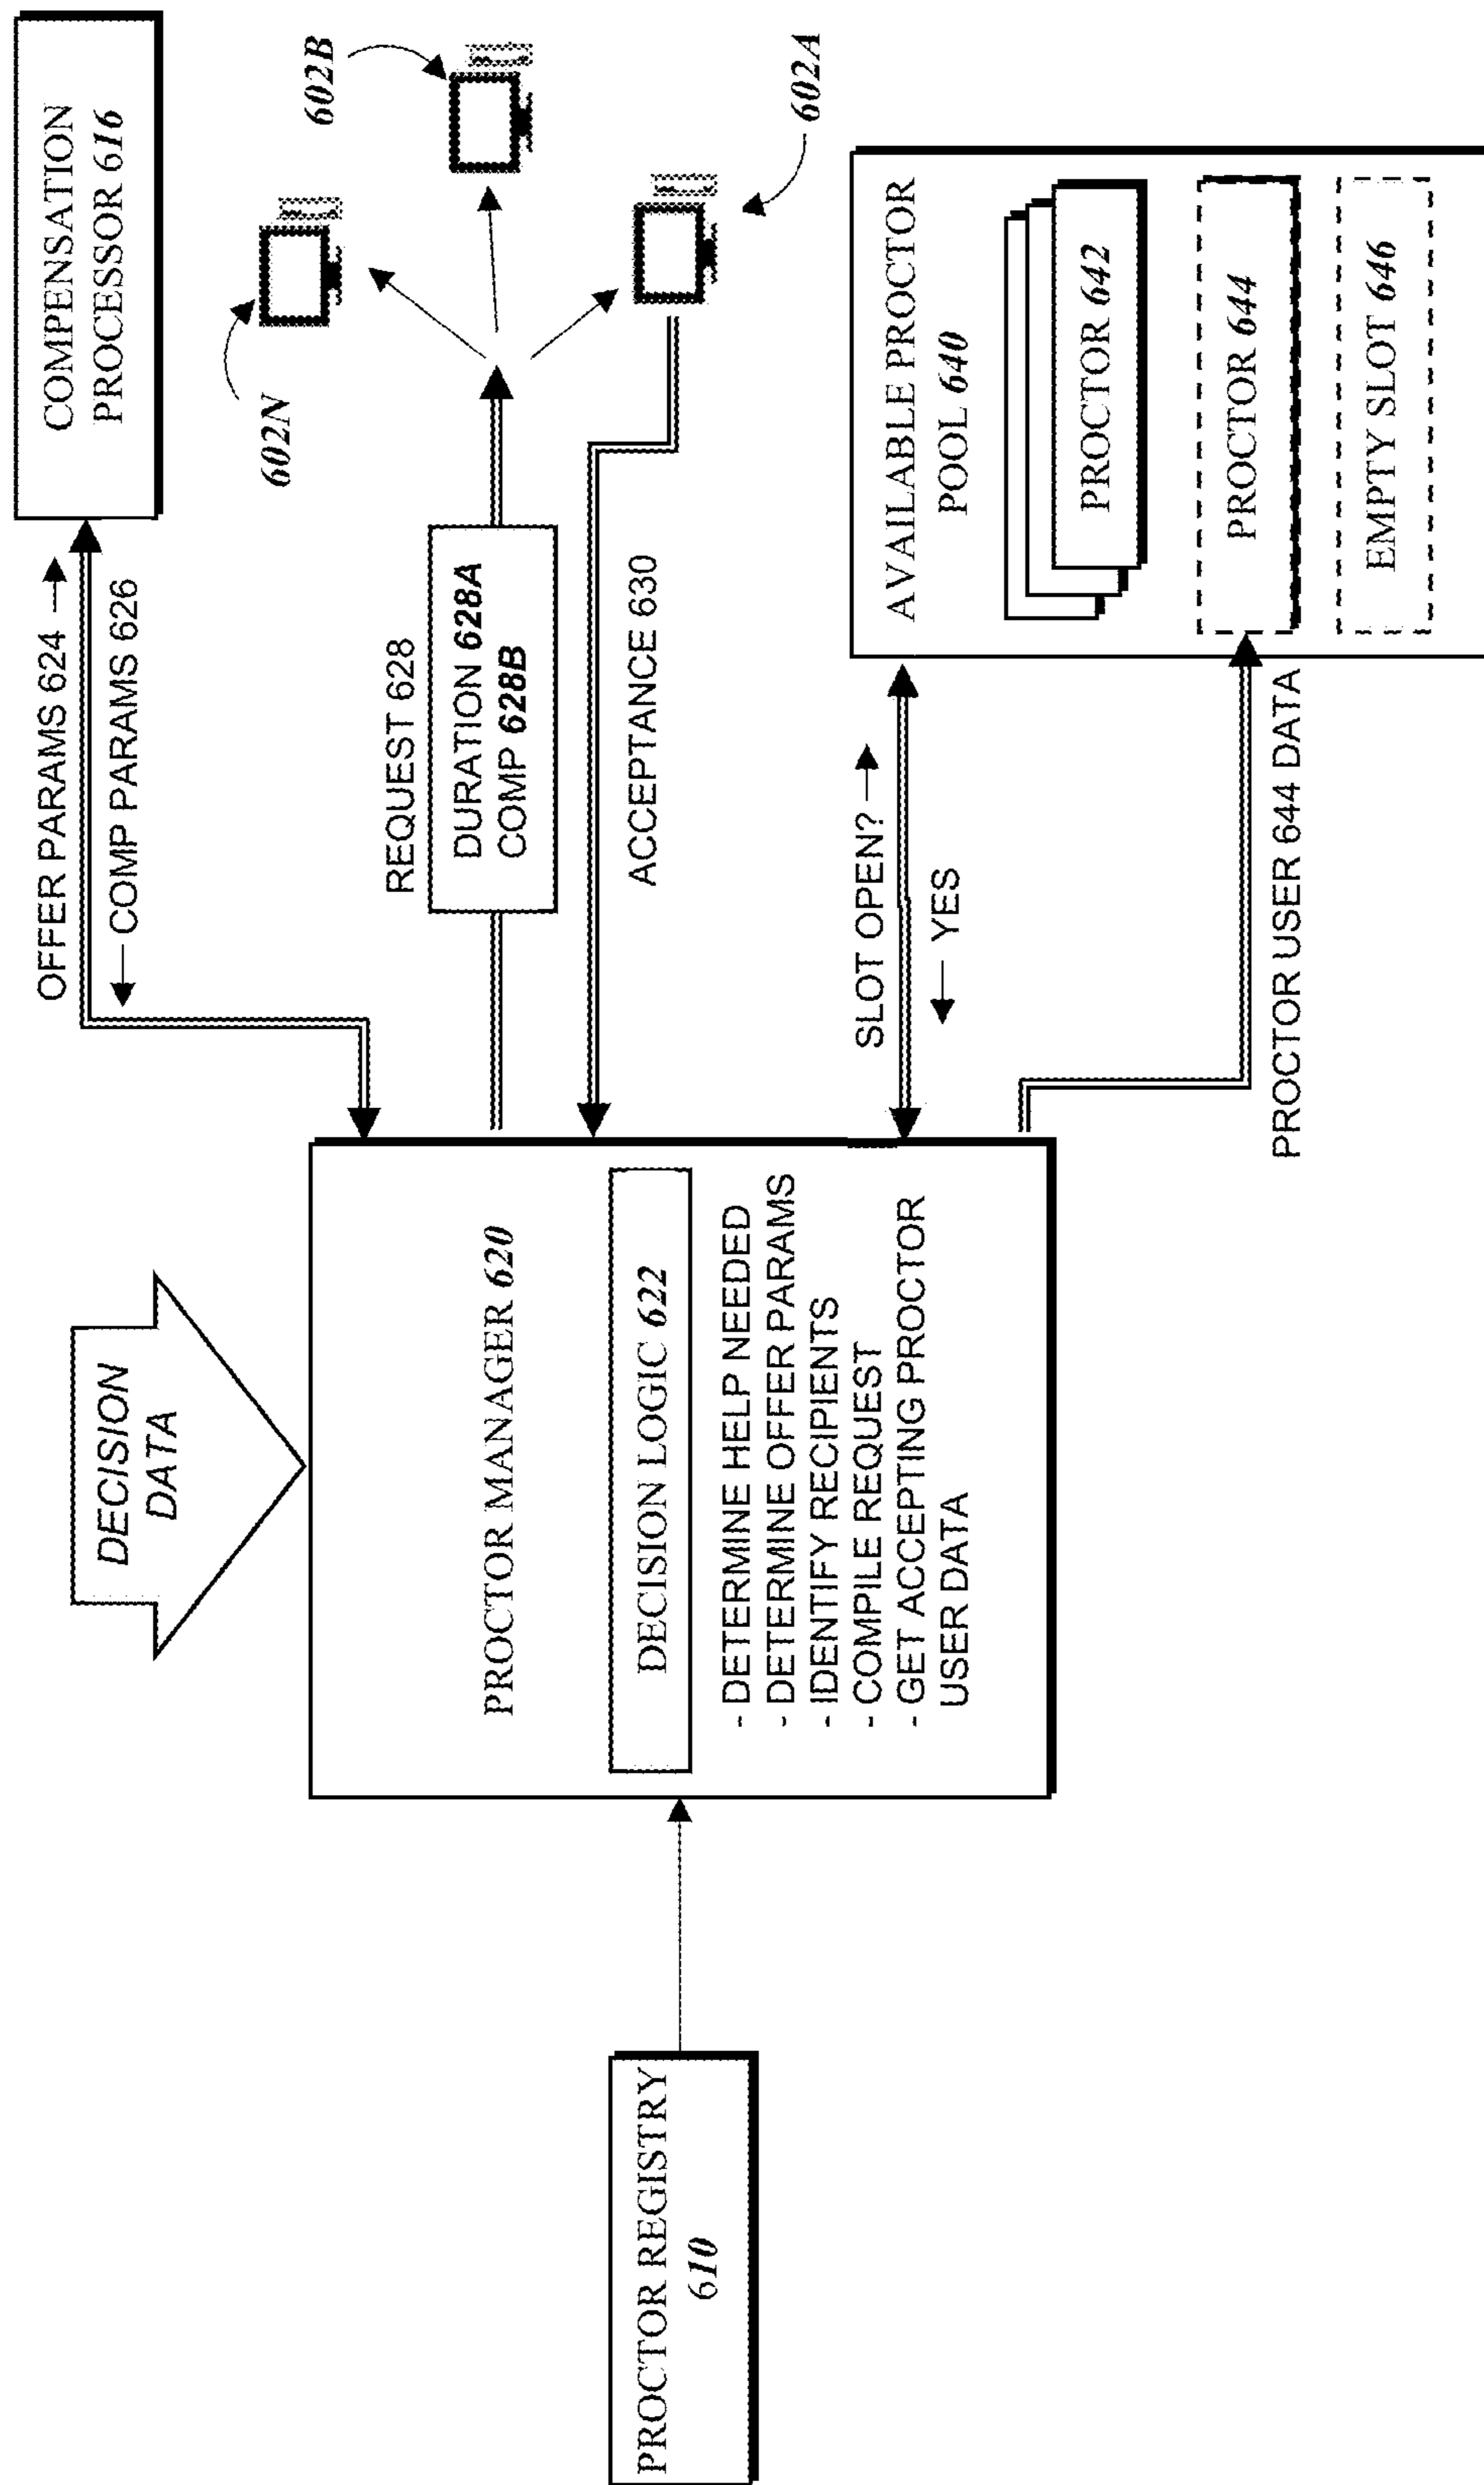 DECISION
DATA
PROCTOR REGISTRY
610
PROCTOR MANAGER 620
DECISION LOGIC 622
- DETERMINE HELP NEEDED
- DETERMINE OFFER PARAMS
- IDENTIFY RECIPIENTS
- COMPILE REQUEST
- GET ACCEPTING PROCTOR
USER DATA
OFFER PARAMS 624
COMP PARAMS 626
COMPENSATION
PROCESSOR 616
REQUEST 628
DURATION 628A
COMP 628B
602N
602B
602A
ACCEPTANCE 630
SLOT OPEN?
YES
PROCTOR USER 644 DATA
AVAILABLE PROCTOR
POOL 640
PROCTOR 642
PROCTOR 644
EMPTY SLOT 646